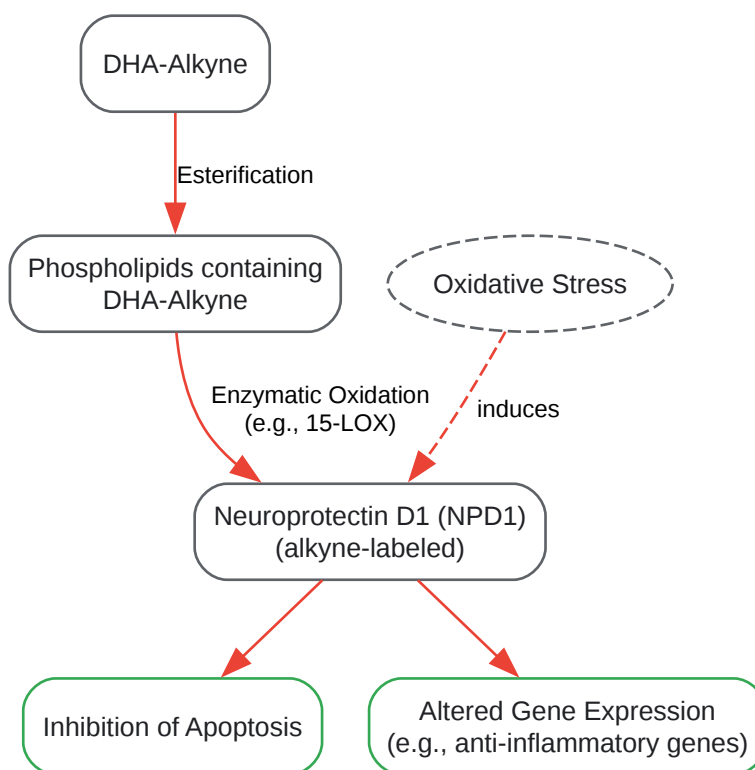 DHA-Alkyne
Esterification
Phospholipids containing
DHA-Alkyne
Oxidative Stress
Enzymatic Oxidation
(e.g., 15-LOX)
induces
Neuroprotectin D1 (NPD1)
(alkyne-labeled)
Inhibition of Apoptosis
Altered Gene Expression
(e.g., anti-inflammatory genes)